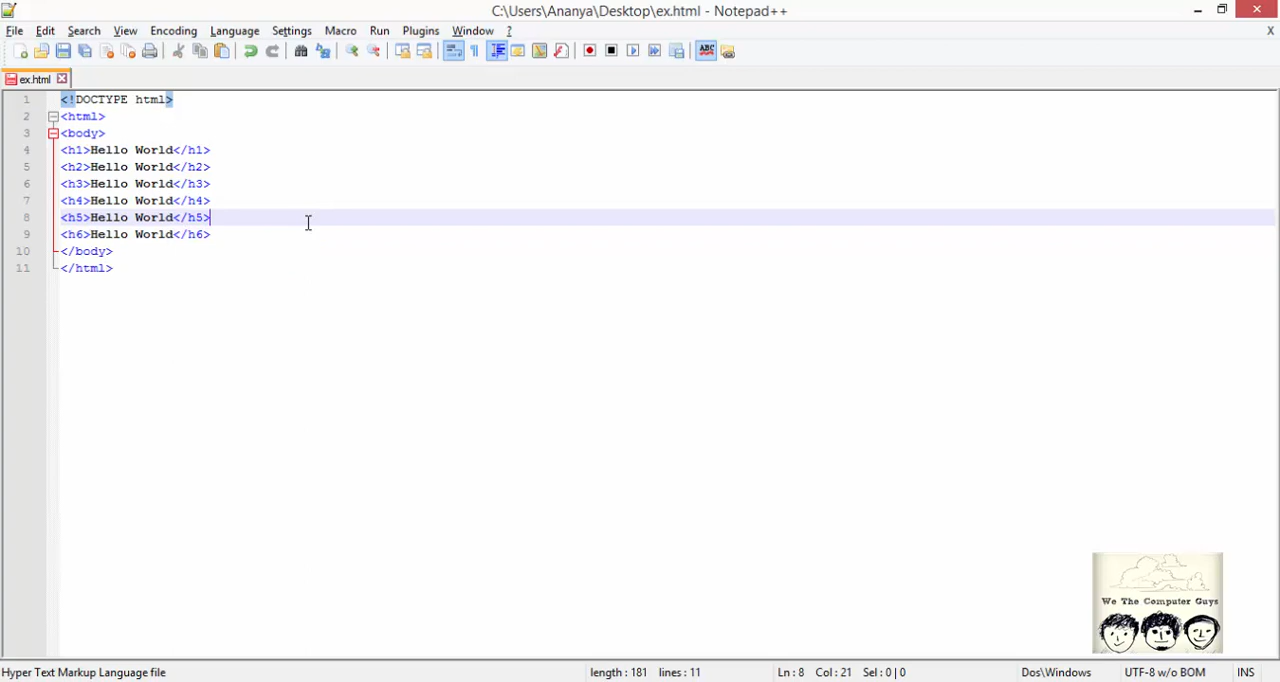 C:\Users\Ananya\Desktop\ex.html - Notepad++
File Edit Search View Encoding Language Settings Macro Run Plugins Window ? X
ABC
ex.html
1 <!DOCTYPE html>
2 <html>
3 <body>
4 <h1>Hello World</h1>
5 <h2>Hello World</h2>
6 <h3>Hello World</h3>
7 <h4>Hello World</h4>
8 <h5>Hello World</h5>
9 <h6>Hello World</h6>
10 </body>
11 </html>
We The Computer Guys
Hyper Text Markup Language file length : 181 lines : 11 Ln : 8 Col : 21 Sel : 0 | 0 Dos\Windows UTF-8 w/o BOM INS